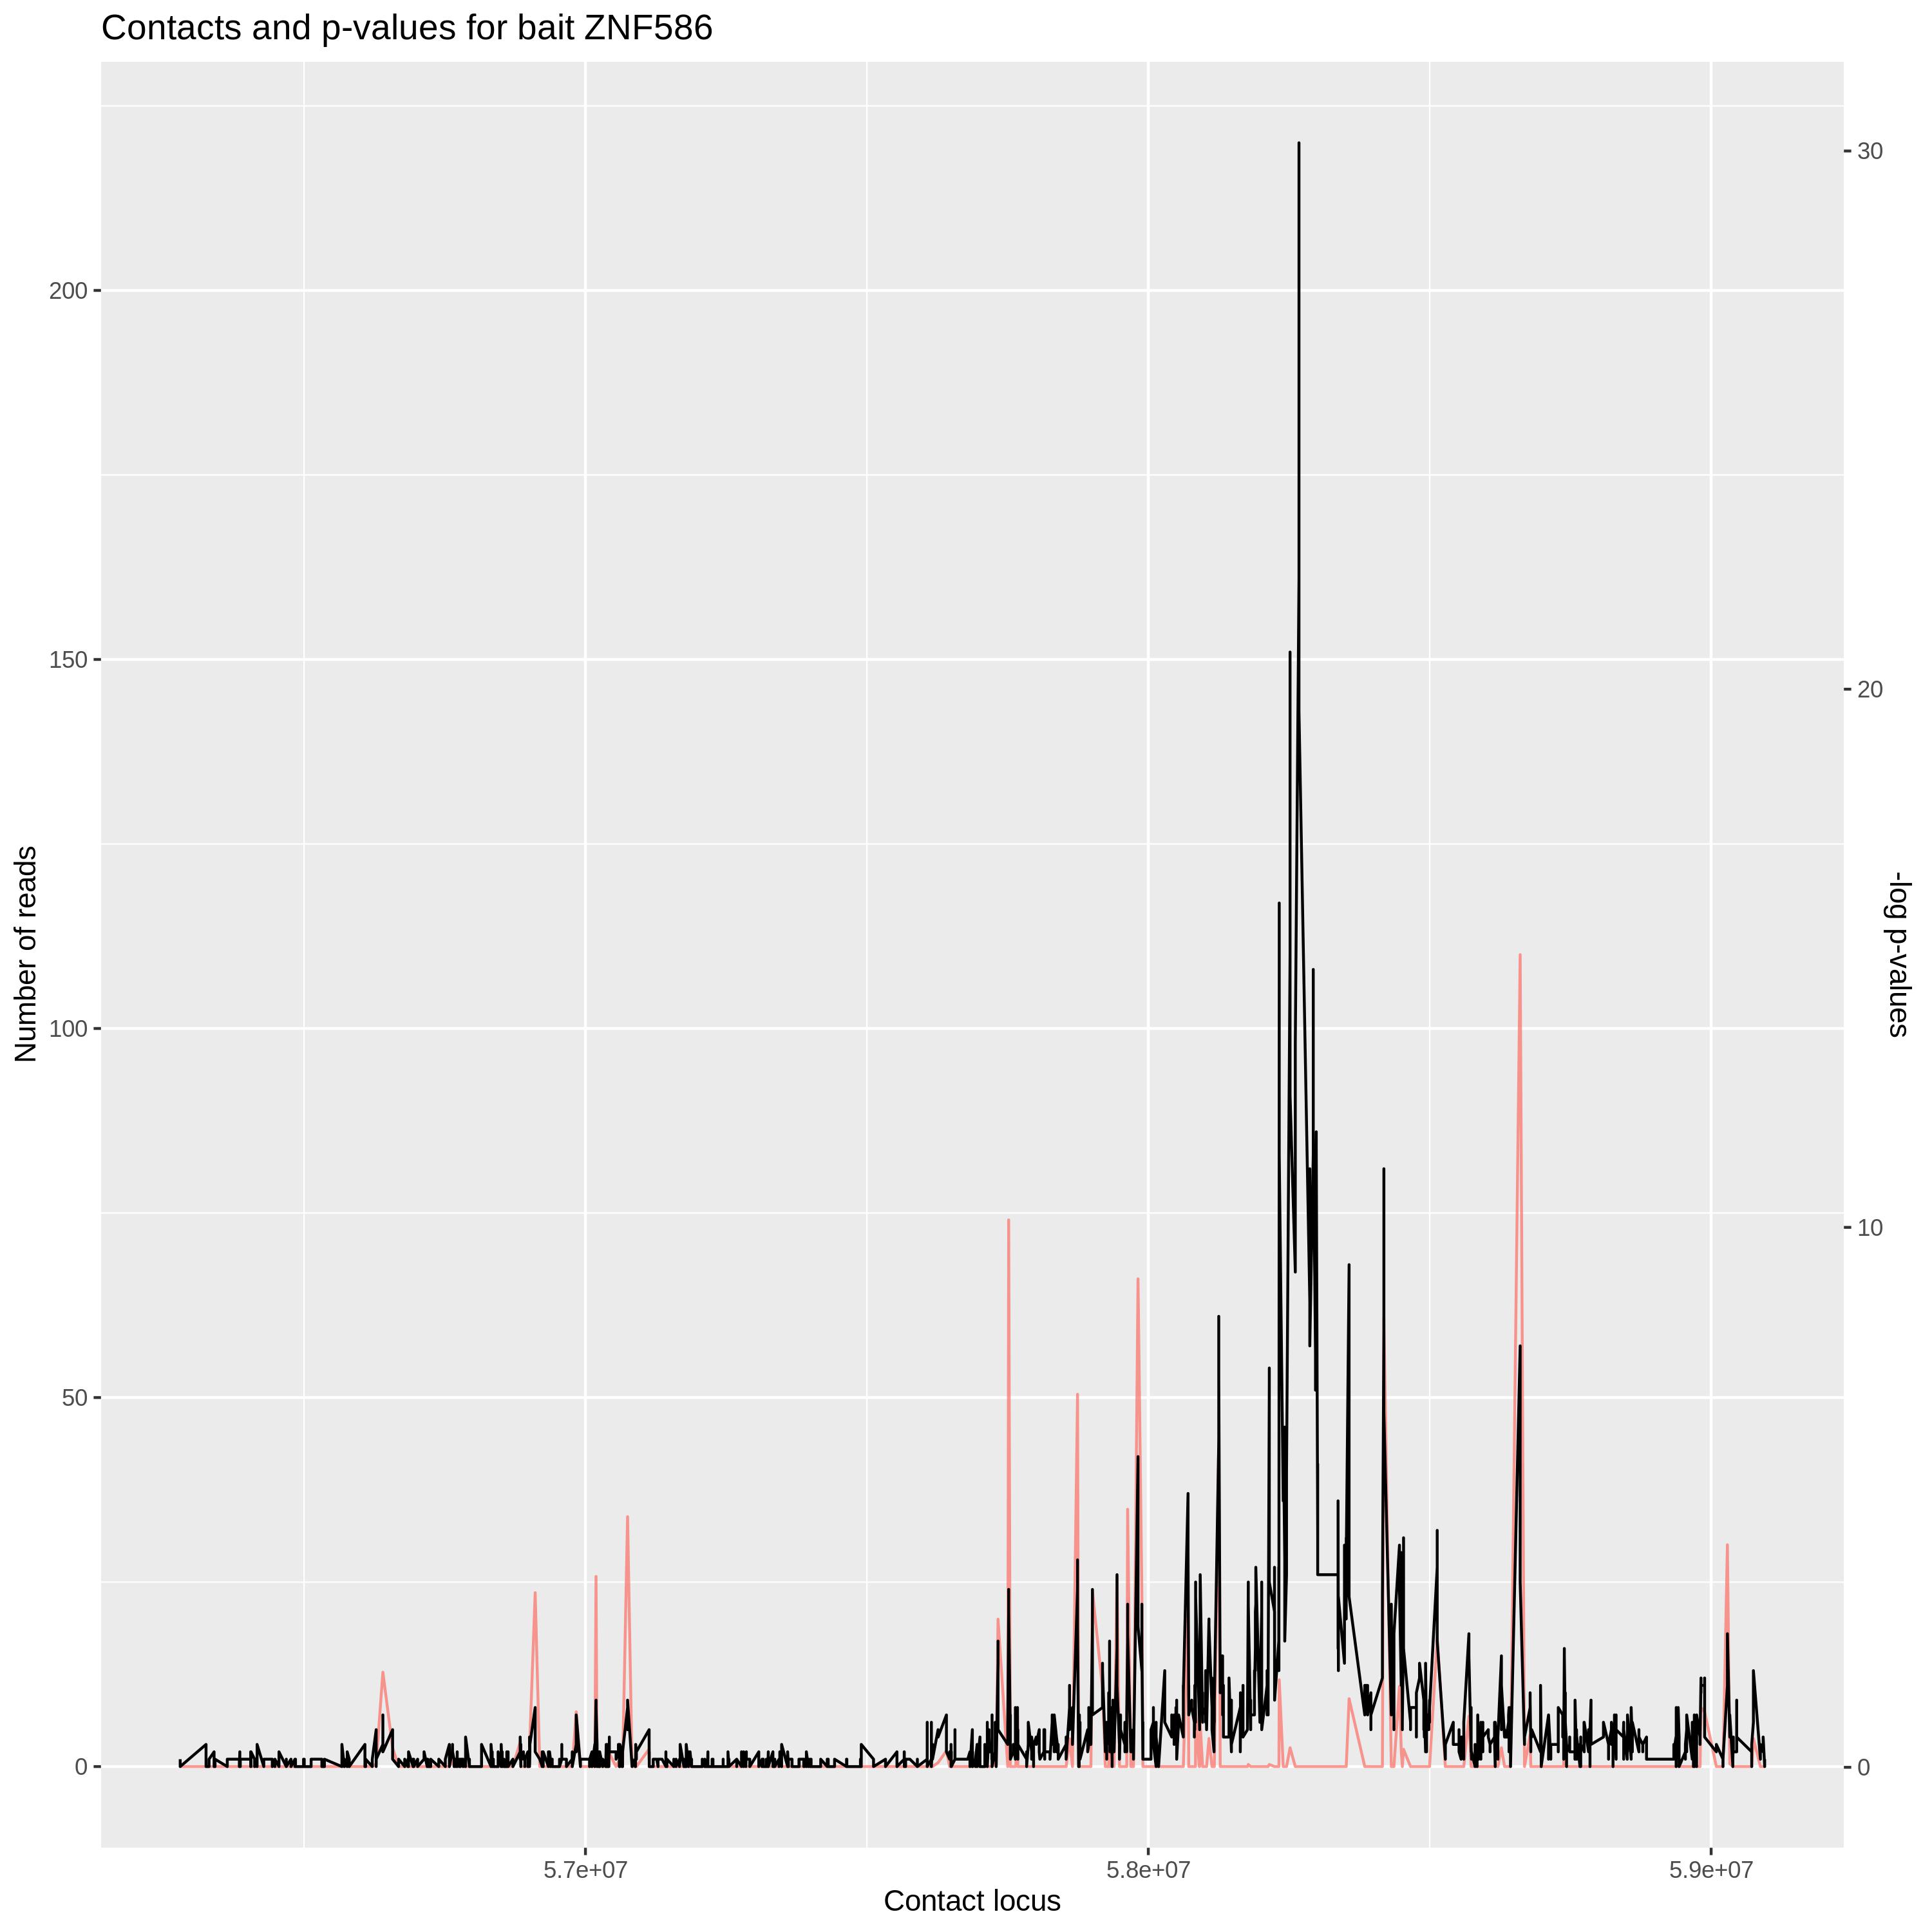 Contacts and p-values for bait ZNF586
Number of reads
200
150
100
50
0
30
20
10
0
-log p-values
5.7e+07
5.8e+07
5.9e+07
Contact locus